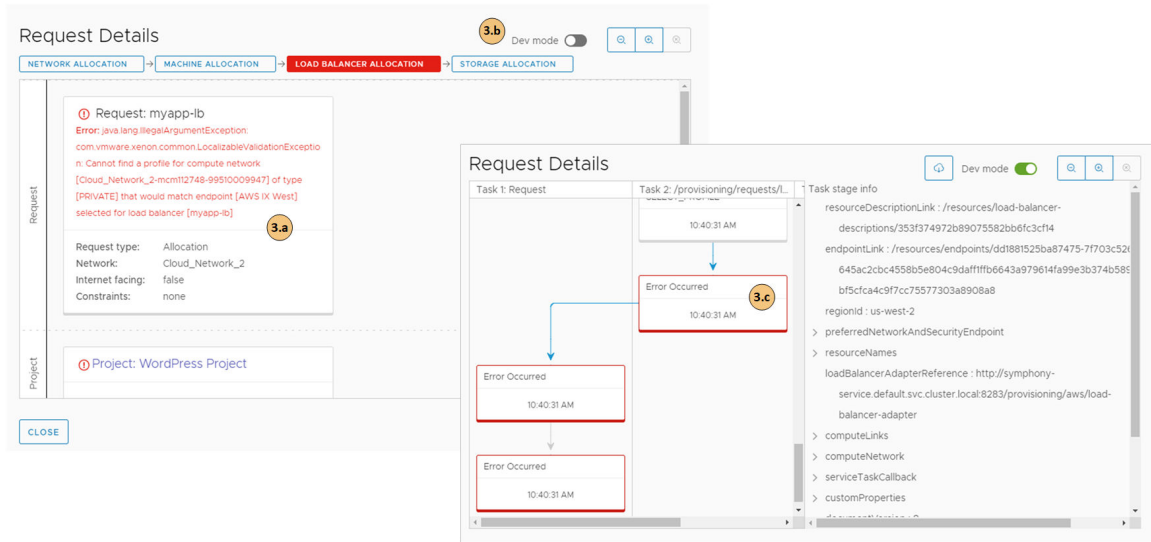 Request Details
3.b
Dev mode
NETWORK ALLOCATION
MACHINE ALLOCATION
LOAD BALANCER ALLOCATION
STORAGE ALLOCATION
Request
Request: myapp-lb
Error: java.lang.IllegalArgumentException:
com.vmware.xenon.common.LocalizableValidationExceptio
n: Cannot find a profile for compute network
[Cloud_Network_2-mcm112748-99510009947] of type
[PRIVATE] that would match endpoint [AWS IX West]
selected for load balancer [myapp-lb]
3.a
Request type: Allocation
Network: Cloud_Network_2
Internet facing: false
Constraints: none
Project
Project: WordPress Project
CLOSE
Request Details
Dev mode
Task 1: Request
Task 2: /provisioning/requests/l...
10:40:31 AM
Error Occurred
3.c
10:40:31 AM
Error Occurred
10:40:31 AM
Error Occurred
10:40:31 AM
Task stage info
resourceDescriptionLink : /resources/load-balancer-
descriptions/353f374972b89075582bb6fc3cf14
endpointLink : /resources/endpoints/dd1881525ba87475-7f703c526
645ac2cbc4558b5e804c9daff1ffb6643a979614fa99e3b374b589
bf5cfca4c9f7cc75577303a8908a8
regionId : us-west-2
preferredNetworkAndSecurityEndpoint
resourceNames
loadBalancerAdapterReference : http://symphony-
service.default.svc.cluster.local:8283/provisioning/aws/load-
balancer-adapter
computeLinks
computeNetwork
serviceTaskCallback
customProperties